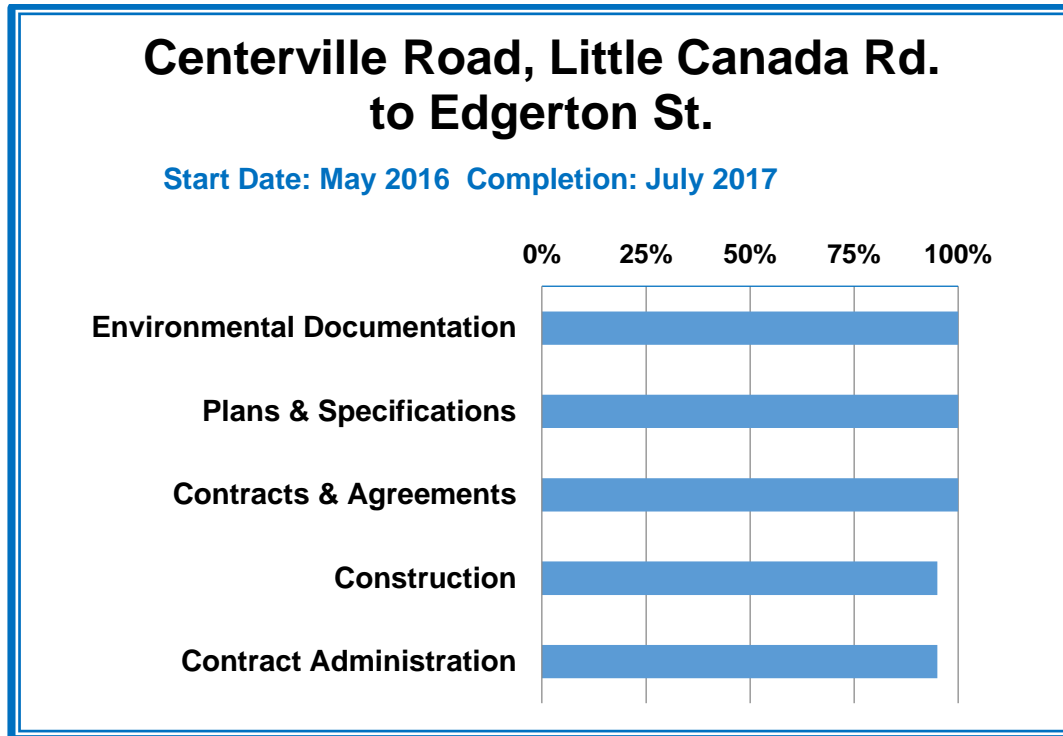 Centerville Road, Little Canada Rd.
to Edgerton St.
Start Date: May 2016  Completion: July 2017
0% 25% 50% 75% 100%
Environmental Documentation
Plans & Specifications
Contracts & Agreements
Construction
Contract Administration